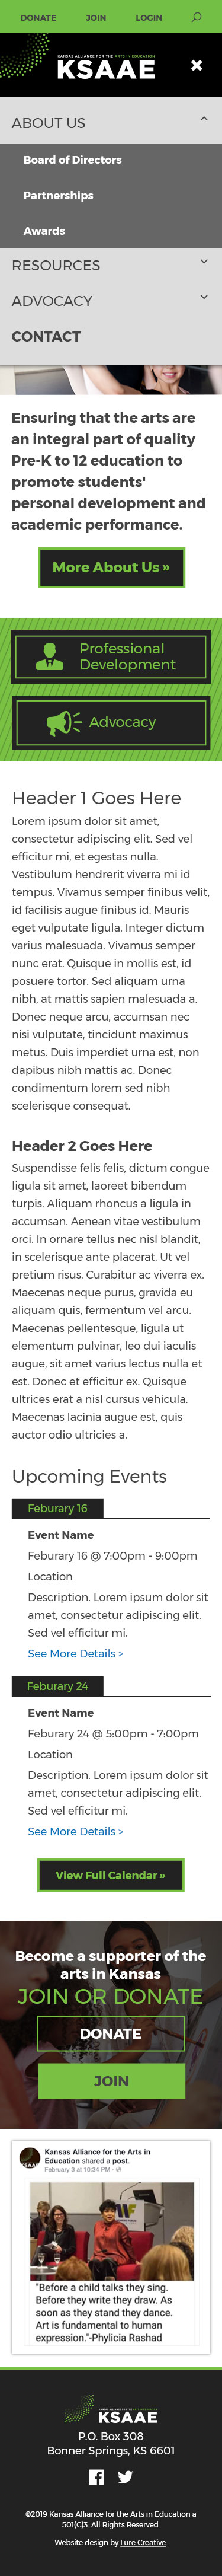 DONATE JOIN LOGIN
KANSAS ALLIANCE FOR THE ARTS IN EDUCATION
KSAAE
ABOUT US
Board of Directors
Partnerships
Awards
RESOURCES
ADVOCACY
CONTACT
Ensuring that the arts are
an integral part of quality
Pre-K to 12 education to
promote students'
personal development and
academic performance.
More About Us »
Professional
Development
Advocacy
Header 1 Goes Here
Lorem ipsum dolor sit amet,
consectetur adipiscing elit. Sed vel
efficitur mi, et egestas nulla.
Vestibulum hendrerit viverra mi id
tempus. Vivamus semper finibus velit,
id facilisis augue finibus id. Mauris
eget vulputate ligula. Integer dictum
varius malesuada. Vivamus semper
nunc erat. Quisque in mollis est, id
posuere tortor. Sed aliquam urna
nibh, at mattis sapien malesuada a.
Donec neque arcu, accumsan nec
nisi vulputate, tincidunt maximus
metus. Duis imperdiet urna est, non
dapibus nibh mattis ac. Donec
condimentum lorem sed nibh
scelerisque consequat.
Header 2 Goes Here
Suspendisse felis felis, dictum congue
ligula sit amet, laoreet bibendum
turpis. Aliquam rhoncus a ligula in
accumsan. Aenean vitae vestibulum
orci. In ornare tellus nec nisl blandit,
in scelerisque ante placerat. Ut vel
pretium risus. Curabitur ac viverra ex.
Maecenas neque purus, gravida eu
aliquam quis, fermentum vel arcu.
Maecenas pellentesque, ligula ut
elementum pulvinar, leo dui iaculis
augue, sit amet varius lectus nulla et
est. Donec et efficitur ex. Quisque
ultrices erat a nisl cursus vehicula.
Maecenas lacinia augue est, quis
auctor odio ultricies a.
Upcoming Events
Feburary 16
Event Name
Feburary 16 @ 7:00pm - 9:00pm
Location
Description. Lorem ipsum dolor sit
amet, consectetur adipiscing elit.
Sed vel efficitur mi.
See More Details >
Feburary 24
Event Name
Feburary 24 @ 5:00pm - 7:00pm
Location
Description. Lorem ipsum dolor sit
amet, consectetur adipiscing elit.
Sed vel efficitur mi.
See More Details >
View Full Calendar »
Become a supporter of the
arts in Kansas
JOIN OR DONATE
DONATE
JOIN
Kansas Alliance for the Arts in
Education shared a post.
February 3 at 10:34 PM
"Before a child talks they sing.
Before they write they draw. As
soon as they stand they dance.
Art is fundamental to human
expression."-Phylicia Rashad
KSAAE
P.O. Box 308
Bonner Springs, KS 6601
©2019 Kansas Alliance for the Arts in Education a
501(C)3. All Rights Reserved.
Website design by Lure Creative.